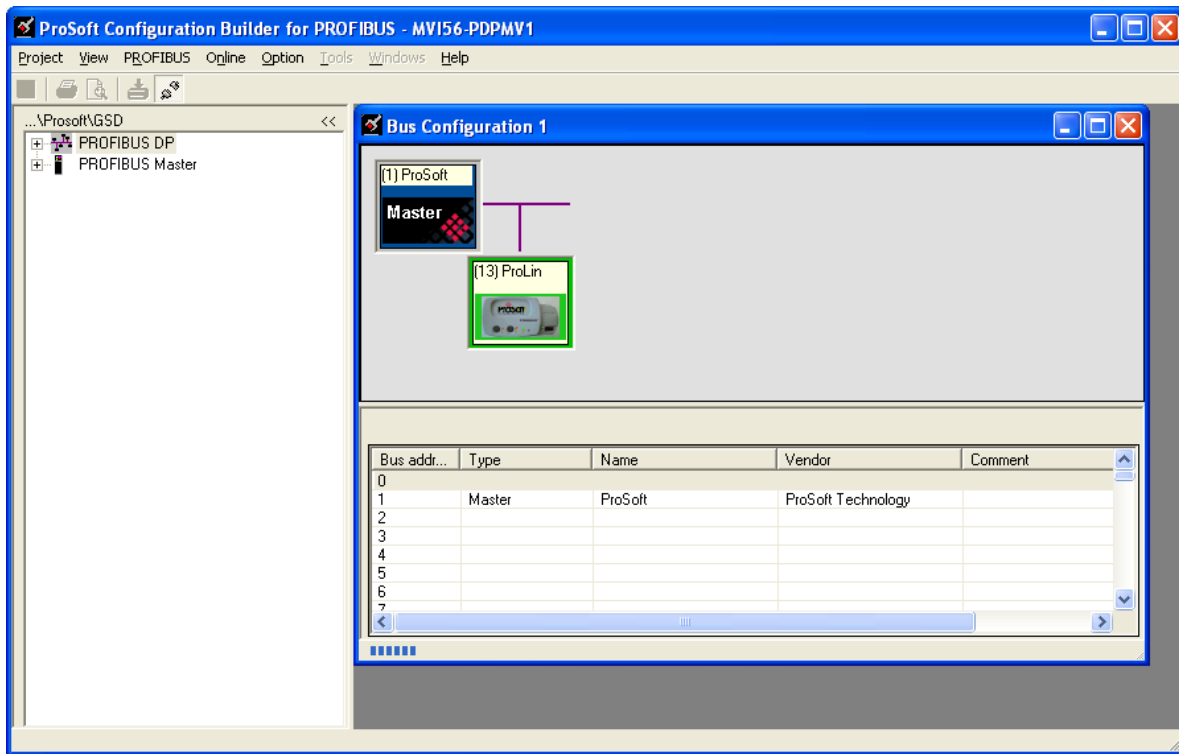 ProSoft Configuration Builder for PROFIBUS - MVI56-PDPMV1
Project View PROFIBUS Online Option Tools Windows Help
...\Prosoft\GSD <<
PROFIBUS DP
PROFIBUS Master
Bus Configuration 1
(1) ProSoft
Master
(13) ProLin
ProSoft
Bus addr... Type Name Vendor Comment
0
1 Master ProSoft ProSoft Technology
2
3
4
5
6
7